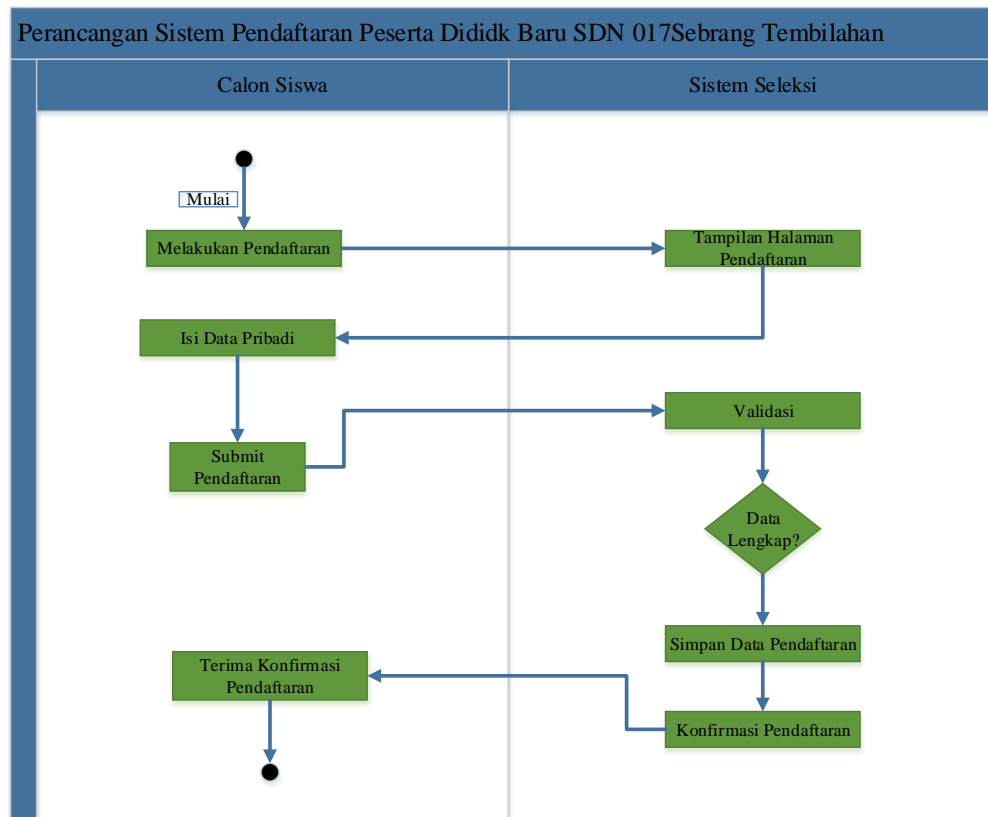 Perancangan Sistem Pendaftaran Peserta Dididk Baru SDN 017Sebrang Tembilahan
Calon Siswa
Sistem Seleksi
Mulai
Melakukan Pendaftaran
Tampilan Halaman
Pendaftaran
Isi Data Pribadi
Validasi
Submit
Pendaftaran
Data
Lengkap?
Simpan Data Pendaftaran
Terima Konfirmasi
Pendaftaran
Konfirmasi Pendaftaran